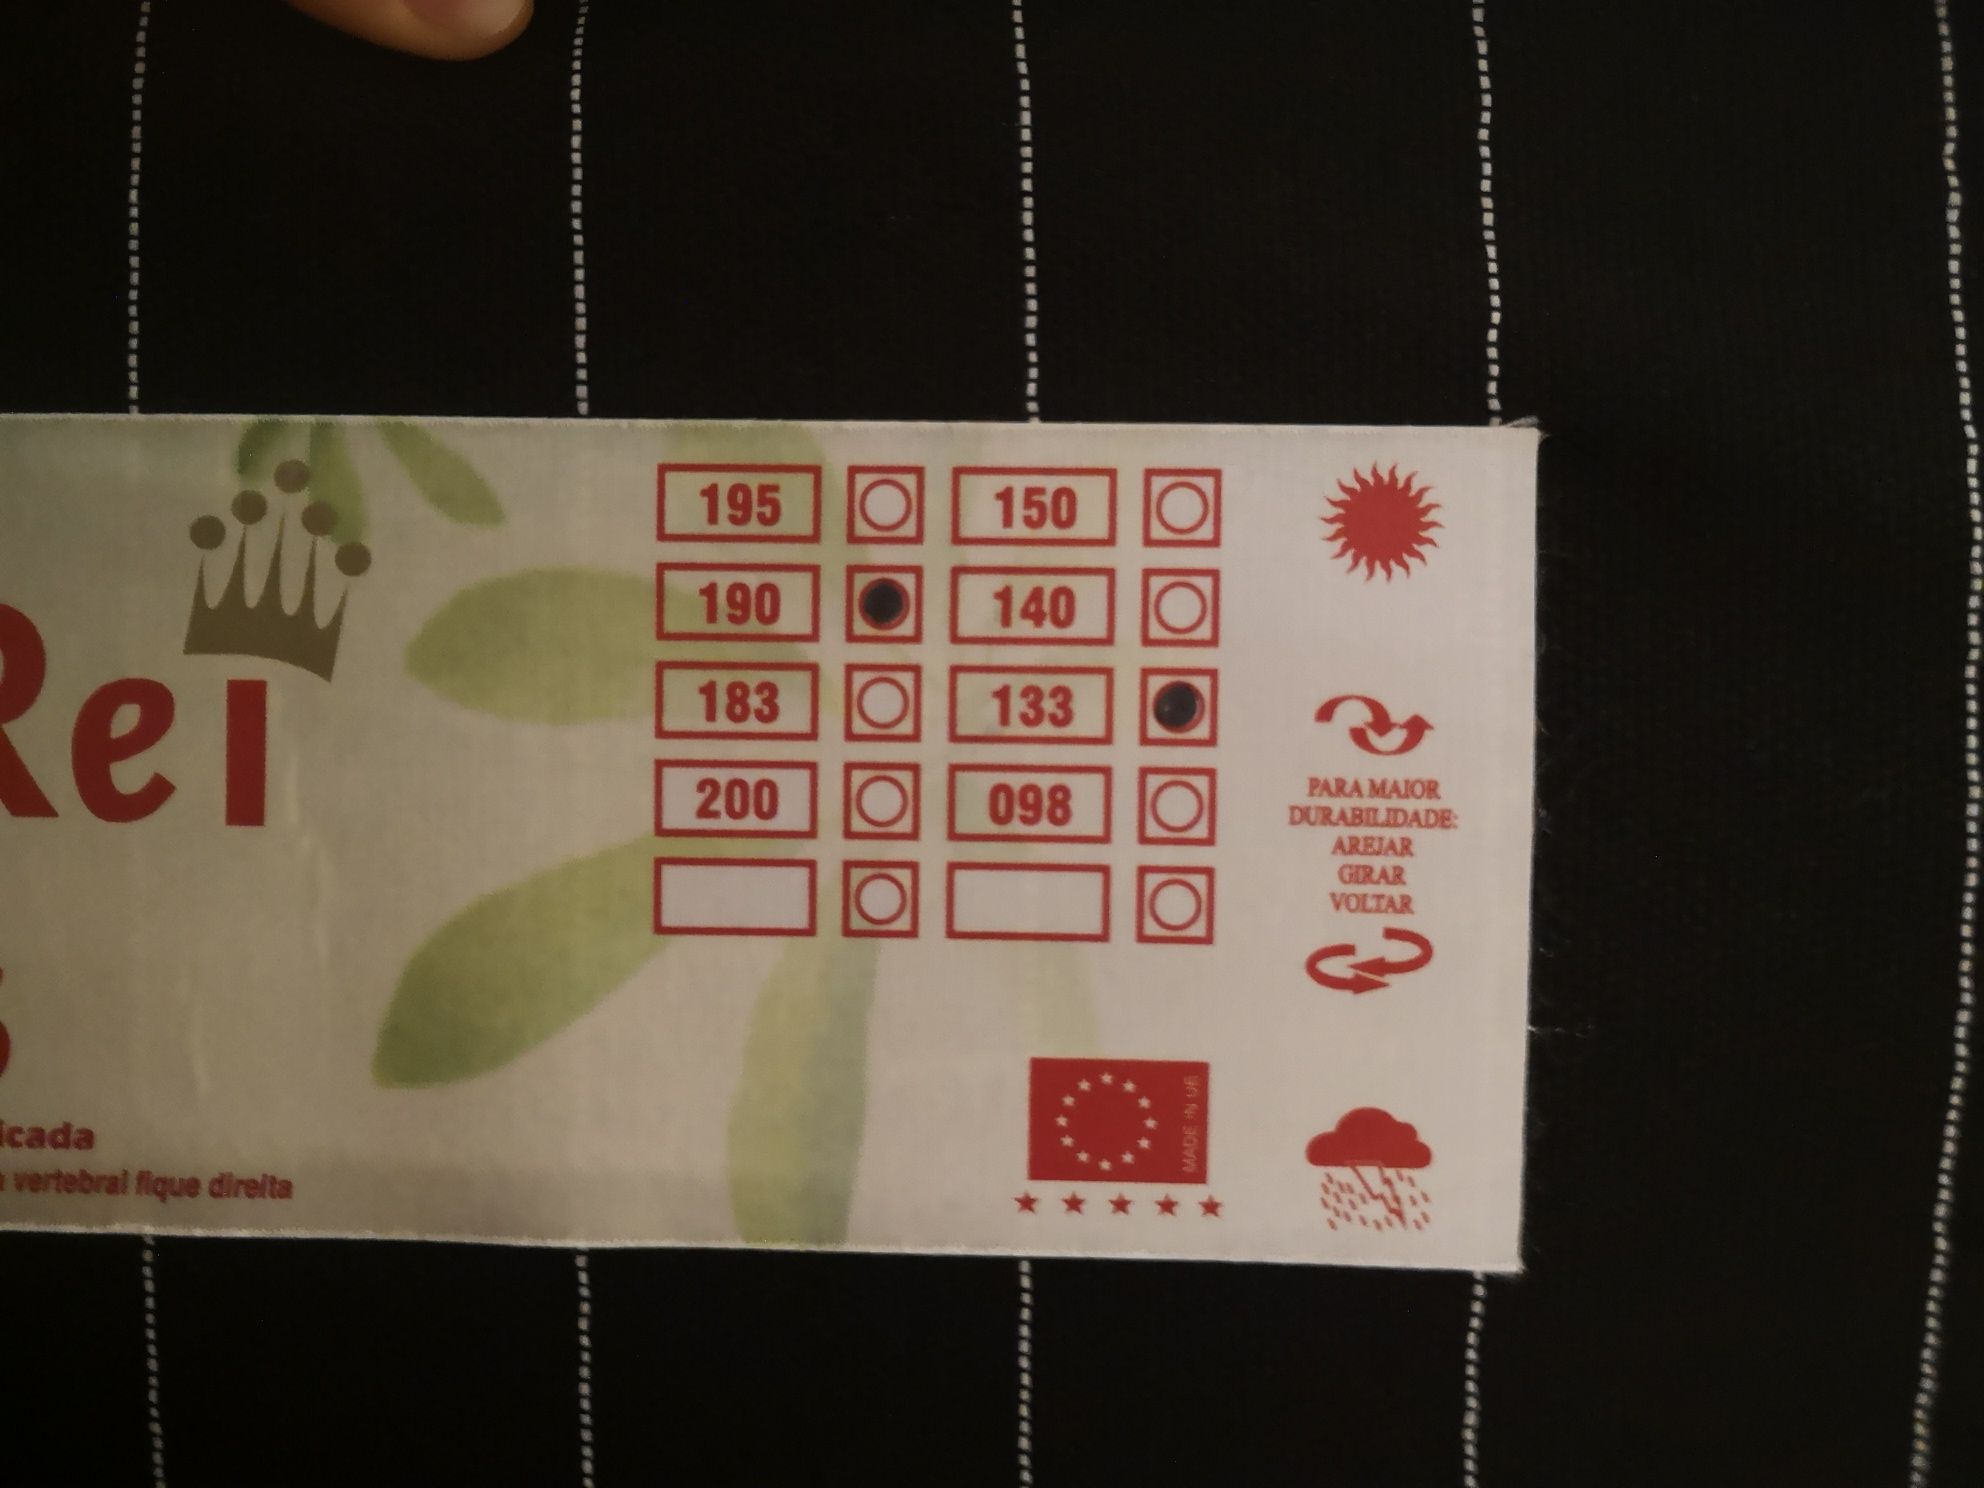 195 150
190 140
Rei
183 133
200 098
PARA MAIOR
DURABILIDADE:
AREJAR
GIRAR
VOLTAR
MADE IN UE
icada
vertebral fique direita